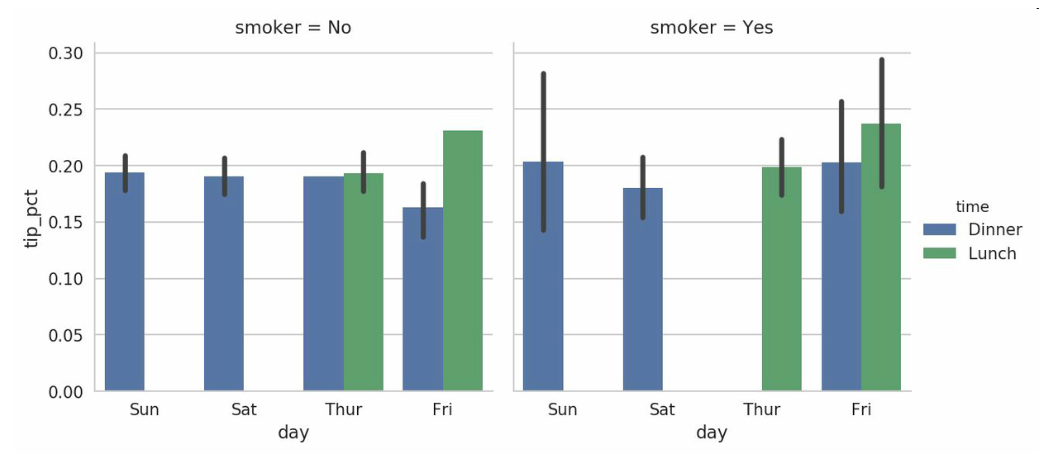 smoker = No
smoker = Yes
0.30
0.25
0.20
0.15
0.10
0.05
0.00
tip_pct
Sun Sat Thur Fri
day
Sun Sat Thur Fri
day
time
Dinner
Lunch